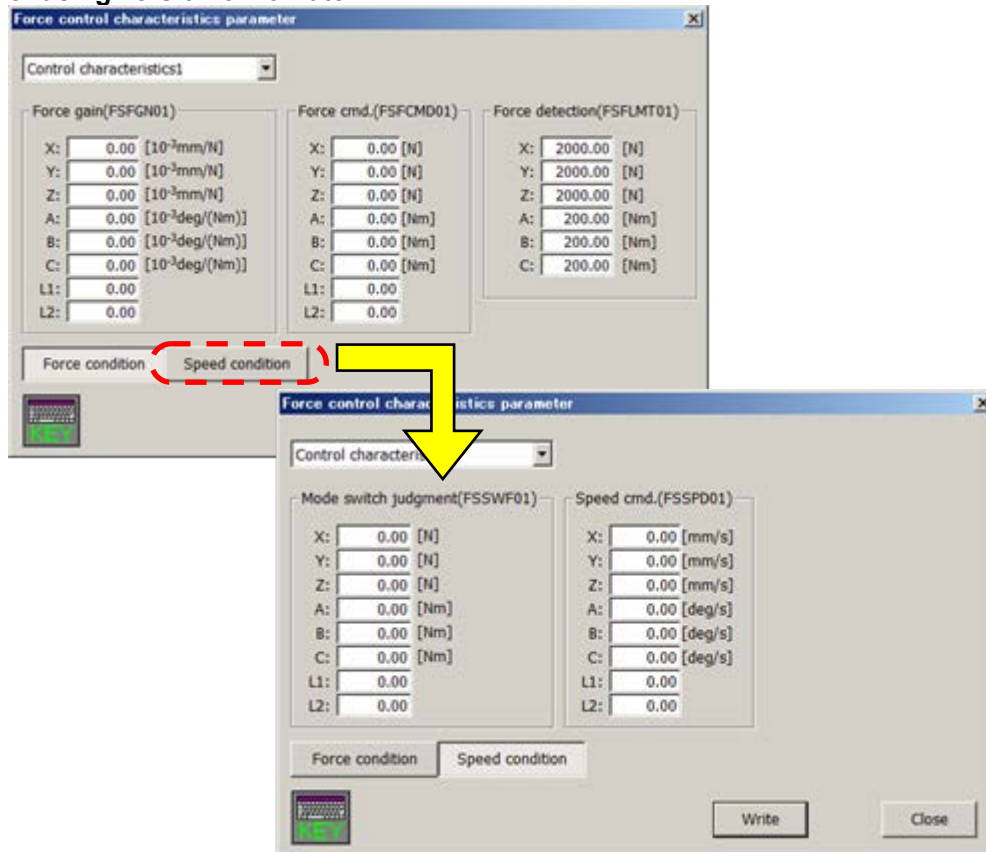 Force control characteristics parameter
Control characteristics1
Force gain(FSFGN01)
X: 0.00 [10-3mm/N]
Y: 0.00 [10-3mm/N]
Z: 0.00 [10-3mm/N]
A: 0.00 [10-3deg/(Nm)]
B: 0.00 [10-3deg/(Nm)]
C: 0.00 [10-3deg/(Nm)]
L1: 0.00
L2: 0.00
Force cmd.(FSFCMD01)
X: 0.00 [N]
Y: 0.00 [N]
Z: 0.00 [N]
A: 0.00 [Nm]
B: 0.00 [Nm]
C: 0.00 [Nm]
L1: 0.00
L2: 0.00
Force detection(FSFLMT01)
X: 2000.00 [N]
Y: 2000.00 [N]
Z: 2000.00 [N]
A: 200.00 [Nm]
B: 200.00 [Nm]
C: 200.00 [Nm]
Force condition Speed condition
KEY
Force control parameter
Control
Mode switch judgment(FSSWF01)
X: 0.00 [N]
Y: 0.00 [N]
Z: 0.00 [N]
A: 0.00 [Nm]
B: 0.00 [Nm]
C: 0.00 [Nm]
L1: 0.00
L2: 0.00
Speed cmd.(FSSPD01)
X: 0.00 [mm/s]
Y: 0.00 [mm/s]
Z: 0.00 [mm/s]
A: 0.00 [deg/s]
B: 0.00 [deg/s]
C: 0.00 [deg/s]
L1: 0.00
L2: 0.00
Force condition Speed condition
KEY
Write Close